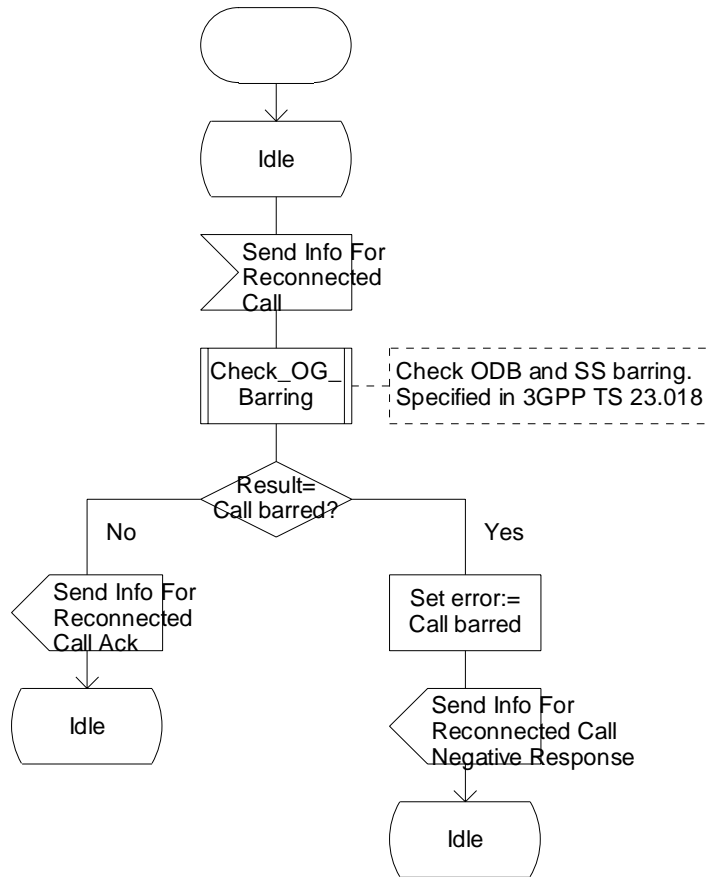 Idle
Send Info For
Reconnected
Call
Check_OG_
Barring
Check ODB and SS barring.
Specified in 3GPP TS 23.018
Result=
Call barred?
No
Yes
Send Info For
Reconnected
Call Ack
Set error:=
Call barred
Idle
Send Info For
Reconnected Call
Negative Response
Idle